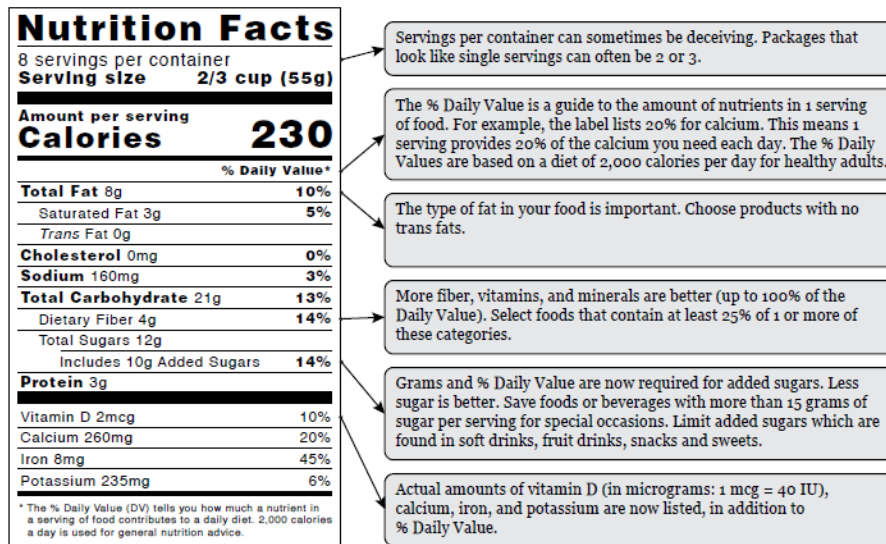 Nutrition Facts
8 servings per container
Serving size 2/3 cup (55g)
Amount per serving
Calories 230
% Daily Value*
Total Fat 8g 10%
Saturated Fat 3g 5%
Trans Fat 0g
Cholesterol 0mg 0%
Sodium 160mg 3%
Total Carbohydrate 21g 13%
Dietary Fiber 4g 14%
Total Sugars 12g
Includes 10g Added Sugars 14%
Protein 3g
Vitamin D 2mcg 10%
Calcium 260mg 20%
Iron 8mg 45%
Potassium 235mg 6%
* The % Daily Value (DV) tells you how much a nutrient in
a serving of food contributes to a daily diet. 2,000 calories
a day is used for general nutrition advice.
Servings per container can sometimes be deceiving. Packages that
look like single servings can often be 2 or 3.
The % Daily Value is a guide to the amount of nutrients in 1 serving
of food. For example, the label lists 20% for calcium. This means 1
serving provides 20% of the calcium you need each day. The % Daily
Values are based on a diet of 2,000 calories per day for healthy adults.
The type of fat in your food is important. Choose products with no
trans fats.
More fiber, vitamins, and minerals are better (up to 100% of the
Daily Value). Select foods that contain at least 25% of 1 or more of
these categories.
Grams and % Daily Value are now required for added sugars. Less
sugar is better. Save foods or beverages with more than 15 grams of
sugar per serving for special occasions. Limit added sugars which are
found in soft drinks, fruit drinks, snacks and sweets.
Actual amounts of vitamin D (in micrograms: 1 mcg = 40 IU),
calcium, iron, and potassium are now listed, in addition to
% Daily Value.